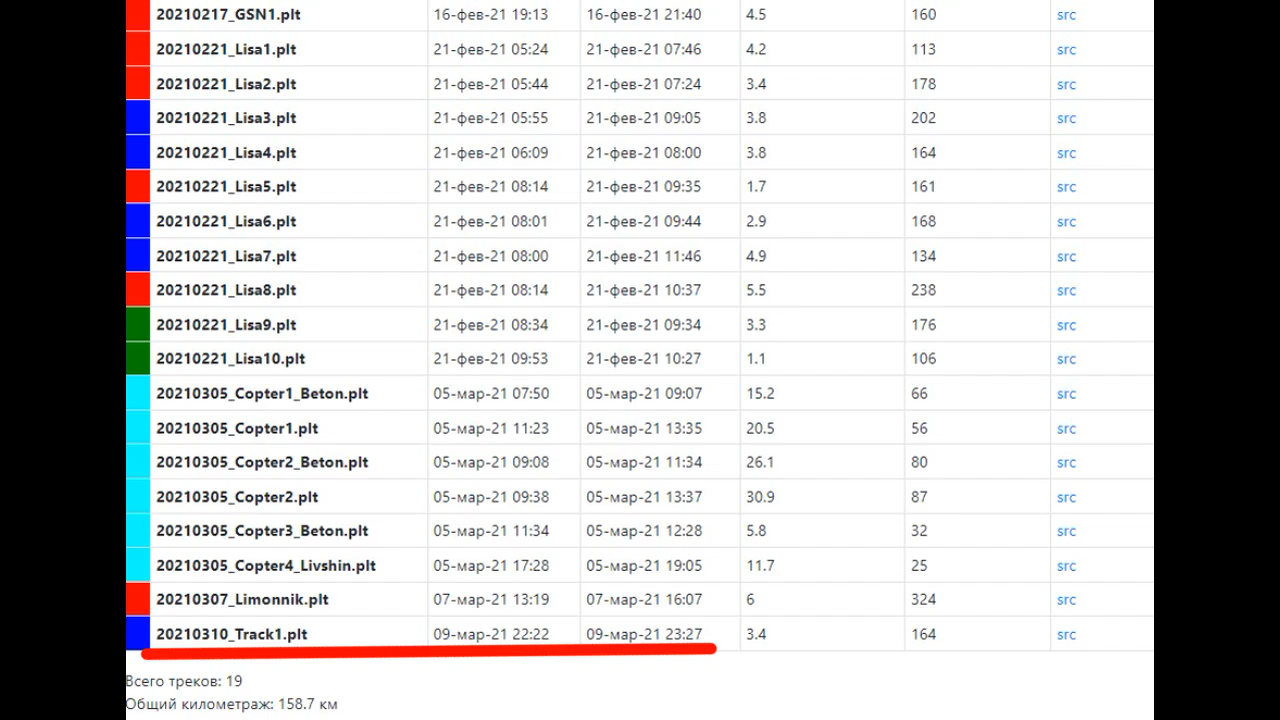 20210217_GSN1.plt 16-фев-21 19:13 16-фев-21 21:40 4.5 160 src
20210221_Lisa1.plt 21-фев-21 05:24 21-фев-21 07:46 4.2 113 src
20210221_Lisa2.plt 21-фев-21 05:44 21-фев-21 07:24 3.4 178 src
20210221_Lisa3.plt 21-фев-21 05:55 21-фев-21 09:05 3.8 202 src
20210221_Lisa4.plt 21-фев-21 06:09 21-фев-21 08:00 3.8 164 src
20210221_Lisa5.plt 21-фев-21 08:14 21-фев-21 09:35 1.7 161 src
20210221_Lisa6.plt 21-фев-21 08:01 21-фев-21 09:44 2.9 168 src
20210221_Lisa7.plt 21-фев-21 08:00 21-фев-21 11:46 4.9 134 src
20210221_Lisa8.plt 21-фев-21 08:14 21-фев-21 10:37 5.5 238 src
20210221_Lisa9.plt 21-фев-21 08:34 21-фев-21 09:34 3.3 176 src
20210221_Lisa10.plt 21-фев-21 09:53 21-фев-21 10:27 1.1 106 src
20210305_Copter1_Beton.plt 05-мар-21 07:50 05-мар-21 09:07 15.2 66 src
20210305_Copter1.plt 05-мар-21 11:23 05-мар-21 13:35 20.5 56 src
20210305_Copter2_Beton.plt 05-мар-21 09:08 05-мар-21 11:34 26.1 80 src
20210305_Copter2.plt 05-мар-21 09:38 05-мар-21 13:37 30.9 87 src
20210305_Copter3_Beton.plt 05-мар-21 11:34 05-мар-21 12:28 5.8 32 src
20210305_Copter4_Livshin.plt 05-мар-21 17:28 05-мар-21 19:05 11.7 25 src
20210307_Limonnik.plt 07-мар-21 13:19 07-мар-21 16:07 6 324 src
20210310_Track1.plt 09-мар-21 22:22 09-мар-21 23:27 3.4 164 src
Всего треков: 19
Общий километраж: 158.7 км